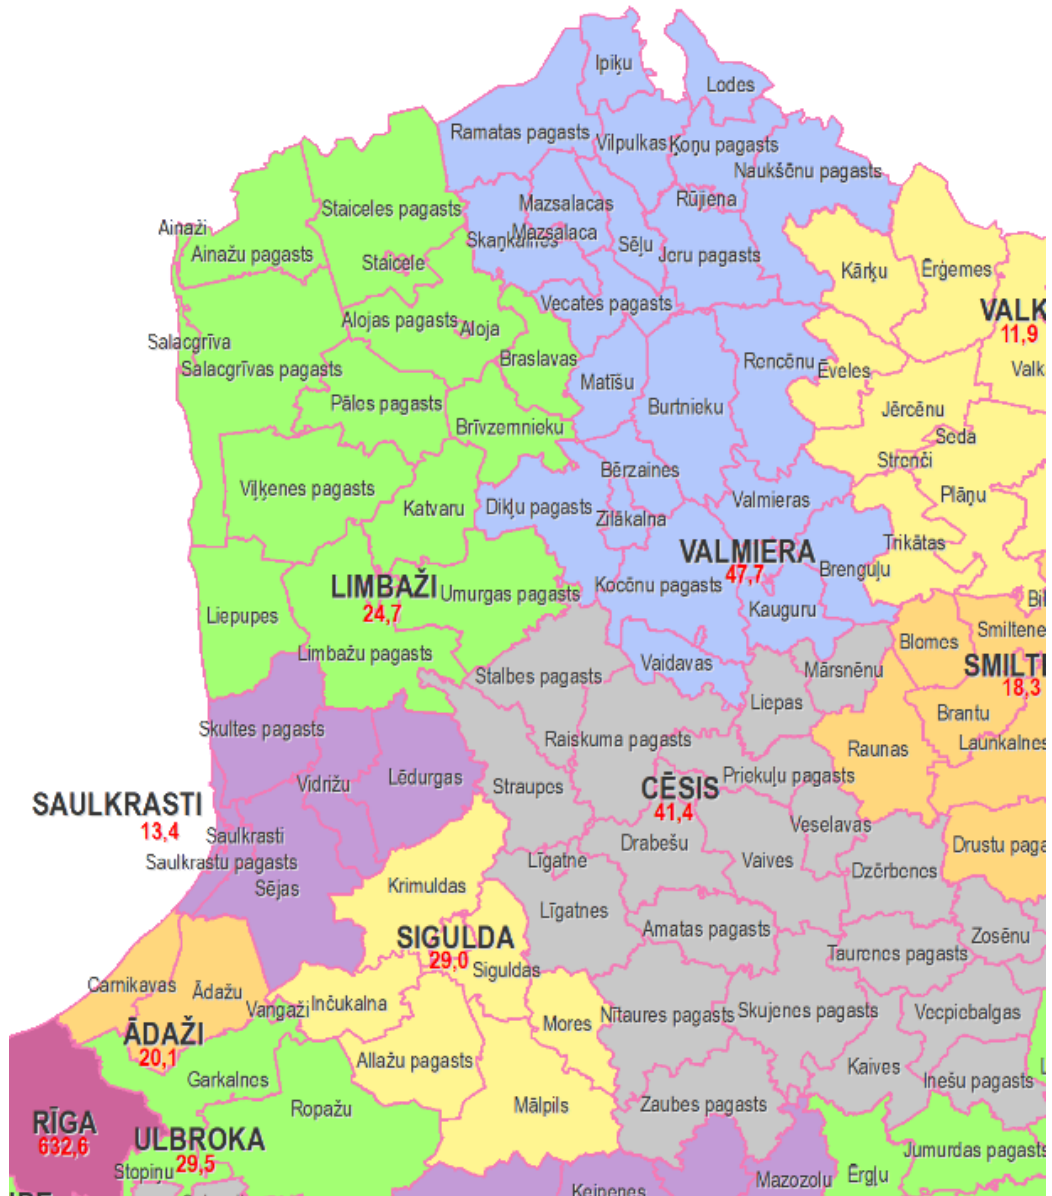 Ipiķu
Lodes
Ramatas pagasts
Vilpulkas
Ķoņu pagasts
Naukšēnu pagasts
Mazsalacas
Rūjiena
Staiceles pagasts
Ainaži
Mazsalaca
Skaņkalnes
Sēļu
Jeru pagasts
Ainažu pagasts
Staicele
Kārķu
Ērģemes
Vecates pagasts
VALK
11,9
Alojas pagasts
Aloja
Salacgrīva
Braslavas
Rencēnu
Ēveles
Valk
Salacgrīvas pagasts
Matīšu
Pāles pagasts
Burtnieku
Jērcēnu
Brīvzemnieku
Seda
Strenči
Bērzaines
Viļķenes pagasts
Katvaru
Dikļu pagasts
Zilākalna
Valmieras
Plāņu
Trikātas
VALMIERA
47,7
Brenguļu
LIMBAŽI
24,7
Umurgas pagasts
Kocēnu pagasts
Kauguru
Liepupes
Bil
Smiltene
Blomes
Limbažu pagasts
Vaidavas
Mārsnēnu
SMILTE
18,3
Stalbes pagasts
Liepas
Brantu
Skultes pagasts
Raiskuma pagasts
Raunas
Launkalnes
Vidrižu
Lēdurgas
Straupes
CĒSIS
41,4
Priekuļu pagasts
SAULKRASTI
13,4
Saulkrasti
Veselavas
Drabešu
Drustu paga
Saulkrastu pagasts
Līgatne
Vaives
Dzērbenes
Sējas
Krimuldas
Līgatnes
Amatas pagasts
Zosēnu
SIGULDA
29,0
Siguldas
Taurenes pagasts
Carnikavas
Ādažu
Vangaži
Inčukalna
Mores
Nītaures pagasts
Skujenes pagasts
Vecpiebalgas
ĀDAŽI
20,1
Allažu pagasts
Garkalnes
Kaives
Inešu pagasts
L
Ropažu
Mālpils
Zaubes pagasts
RĪGA
632,6
ULBROKA
29,5
Stopiņu
Jumurdas pagasts
Mazozolu
Ērgļu
Keipenes